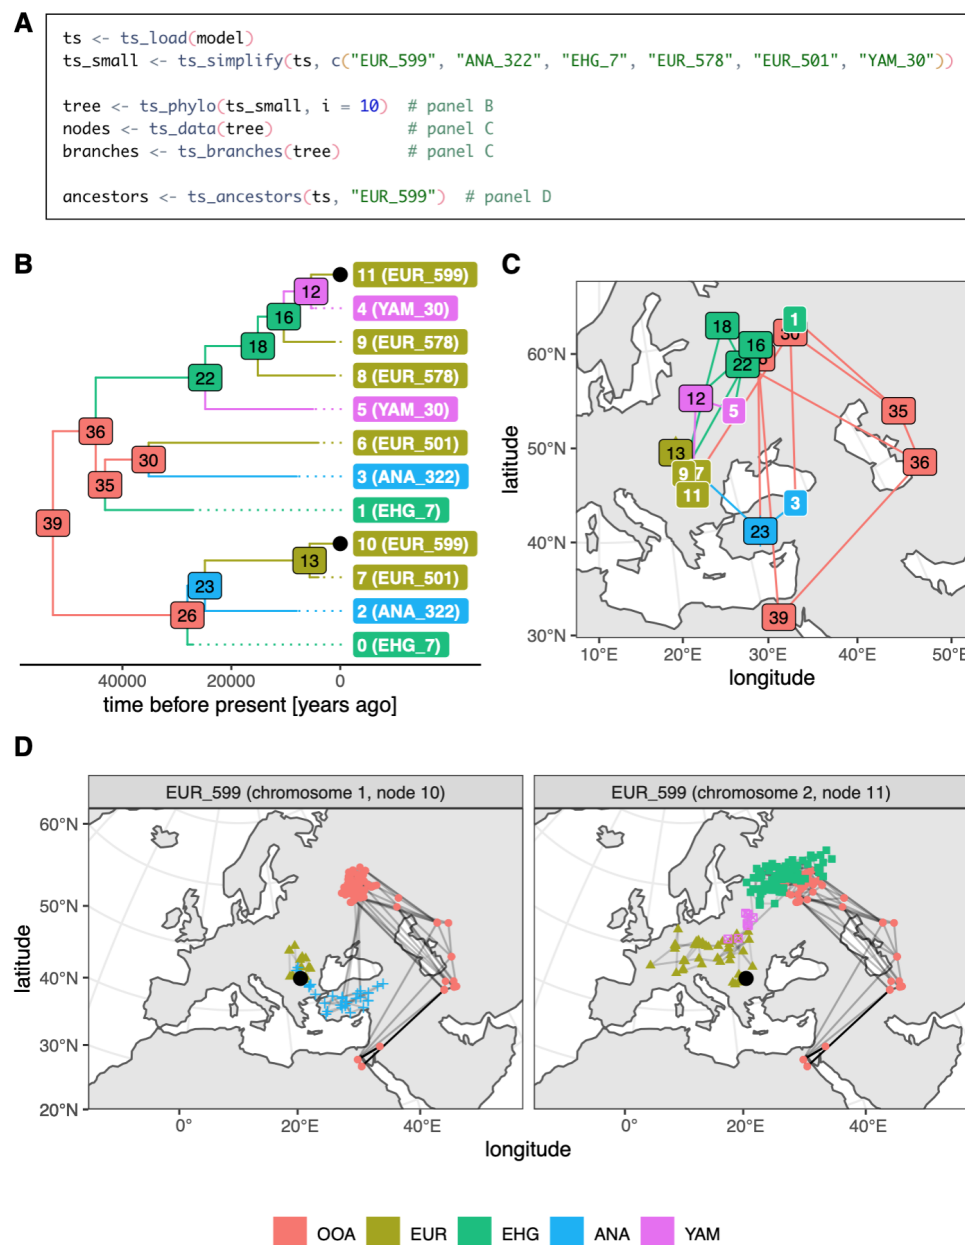 A
ts <- ts_load(model)
ts_small <- ts_simplify(ts, c("EUR_599", "ANA_322", "EHG_7", "EUR_578", "EUR_501", "YAM_30"))
tree <- ts_phylo(ts_small, i = 10)  # panel B
nodes <- ts_data(tree)              # panel C
branches <- ts_branches(tree)       # panel C
ancestors <- ts_ancestors(ts, "EUR_599")  # panel D
B
11 (EUR_599)
12
4 (YAM_30)
16
9 (EUR_578)
18
8 (EUR_578)
22
5 (YAM_30)
36
6 (EUR_501)
30
3 (ANA_322)
35
1 (EHG_7)
39
10 (EUR_599)
13
7 (EUR_501)
23
2 (ANA_322)
26
0 (EHG_7)
40000 20000 0
time before present [years ago]
C
60°N
50°N
40°N
30°N
latitude
18
1
30
16
22
12
5
35
13
36
9
7
11
3
23
39
10°E 20°E 30°E 40°E 50°E
longitude
D
EUR_599 (chromosome 1, node 10)
EUR_599 (chromosome 2, node 11)
60°N
50°N
40°N
30°N
20°N
latitude
0° 20°E 40°E
0° 20°E 40°E
longitude
OOA EUR EHG ANA YAM